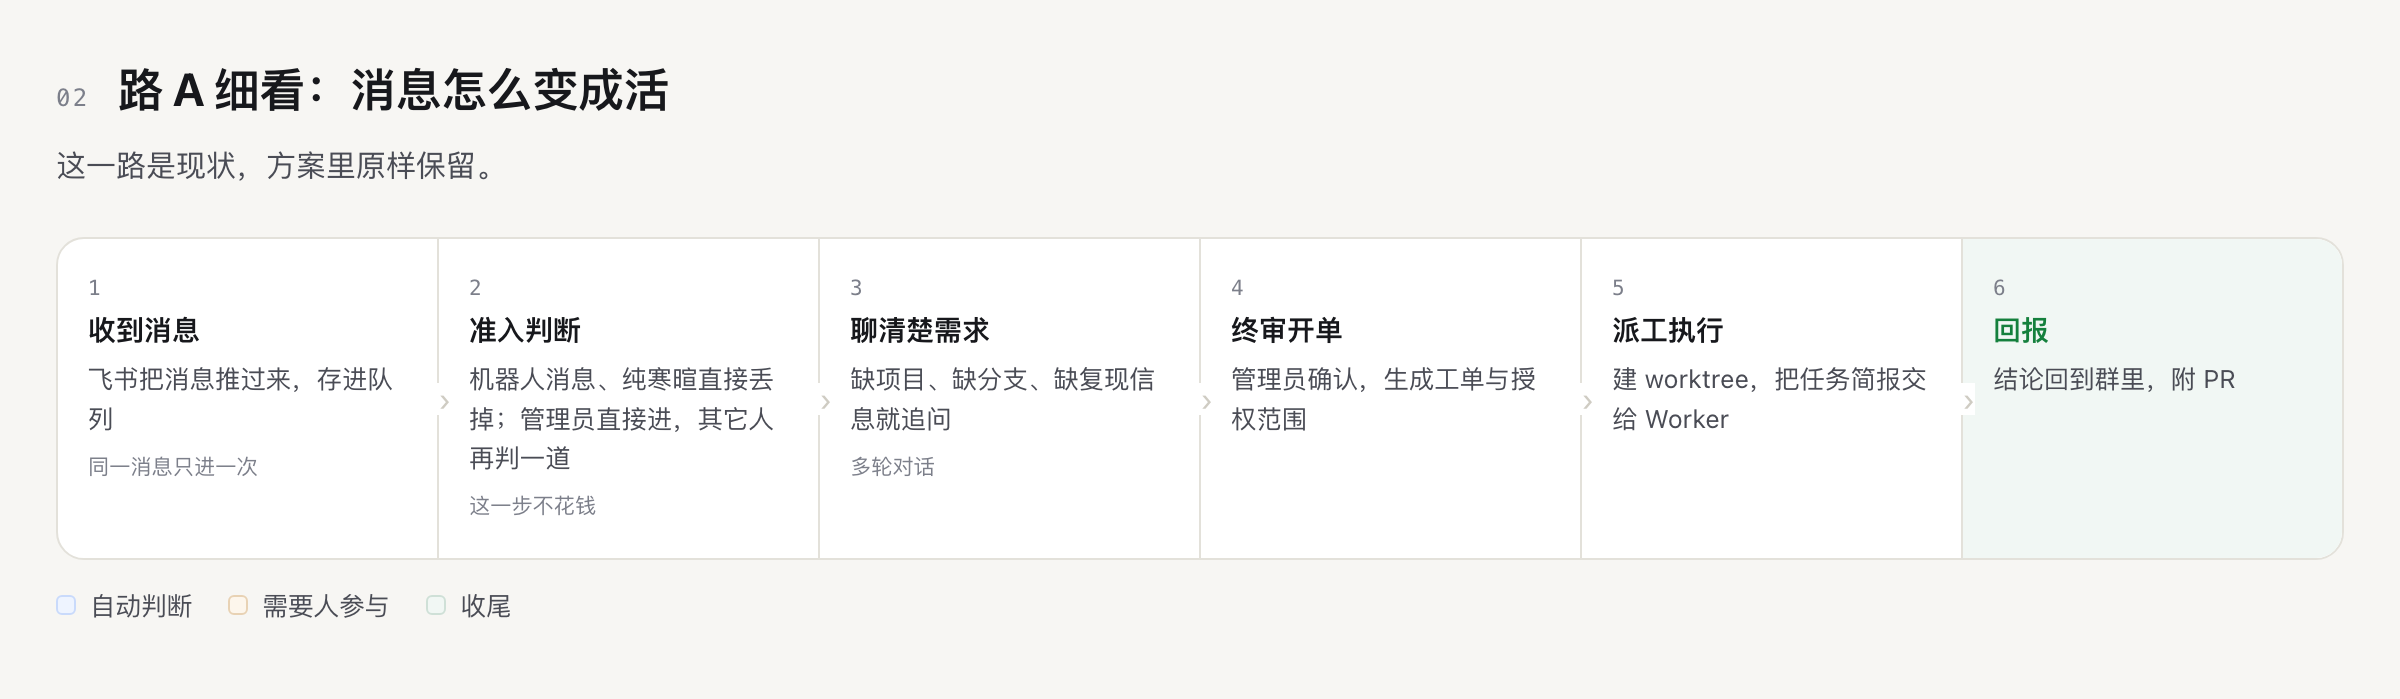 02 路 A 细看：消息怎么变成活
这一路是现状，方案里原样保留。
1
收到消息
飞书把消息推过来，存进队
列
同一消息只进一次
›
2
准入判断
机器人消息、纯寒暄直接丢
掉；管理员直接进，其它人
再判一道
这一步不花钱
›
3
聊清楚需求
缺项目、缺分支、缺复现信
息就追问
多轮对话
›
4
终审开单
管理员确认，生成工单与授
权范围
›
5
派工执行
建 worktree，把任务简报交
给 Worker
›
6
回报
结论回到群里，附 PR
自动判断 需要人参与 收尾